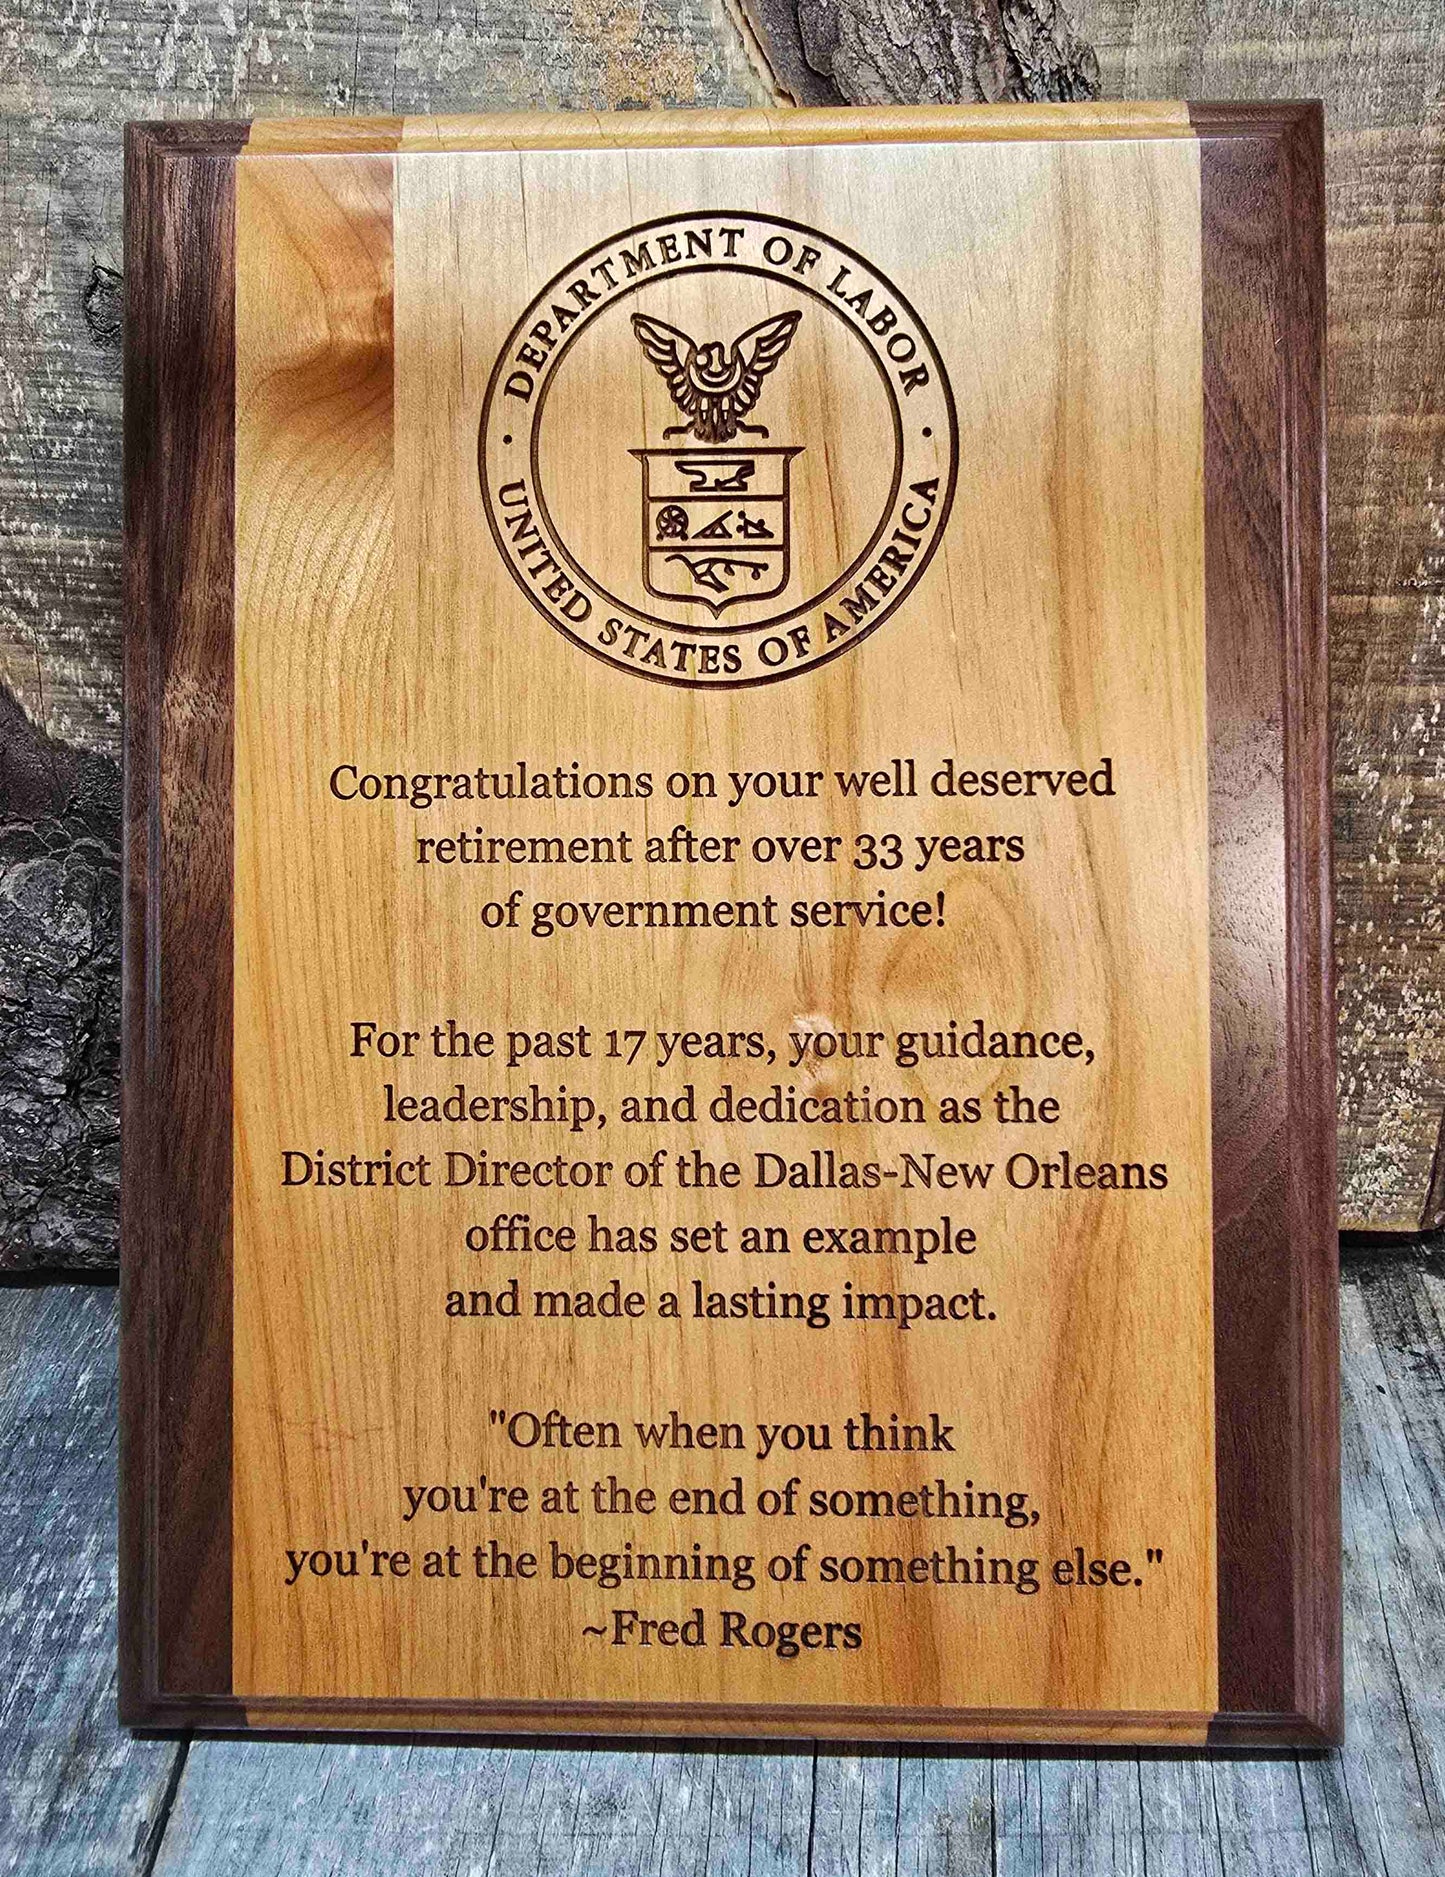 DEPARTMENT OF LABOR
UNITED STATES OF AMERICA
Congratulations on your well deserved
retirement after over 33 years
of government service!
For the past 17 years, your guidance,
leadership, and dedication as the
District Director of the Dallas-New Orleans
office has set an example
and made a lasting impact.
"Often when you think
you're at the end of something,
you're at the beginning of something else."
~Fred Rogers